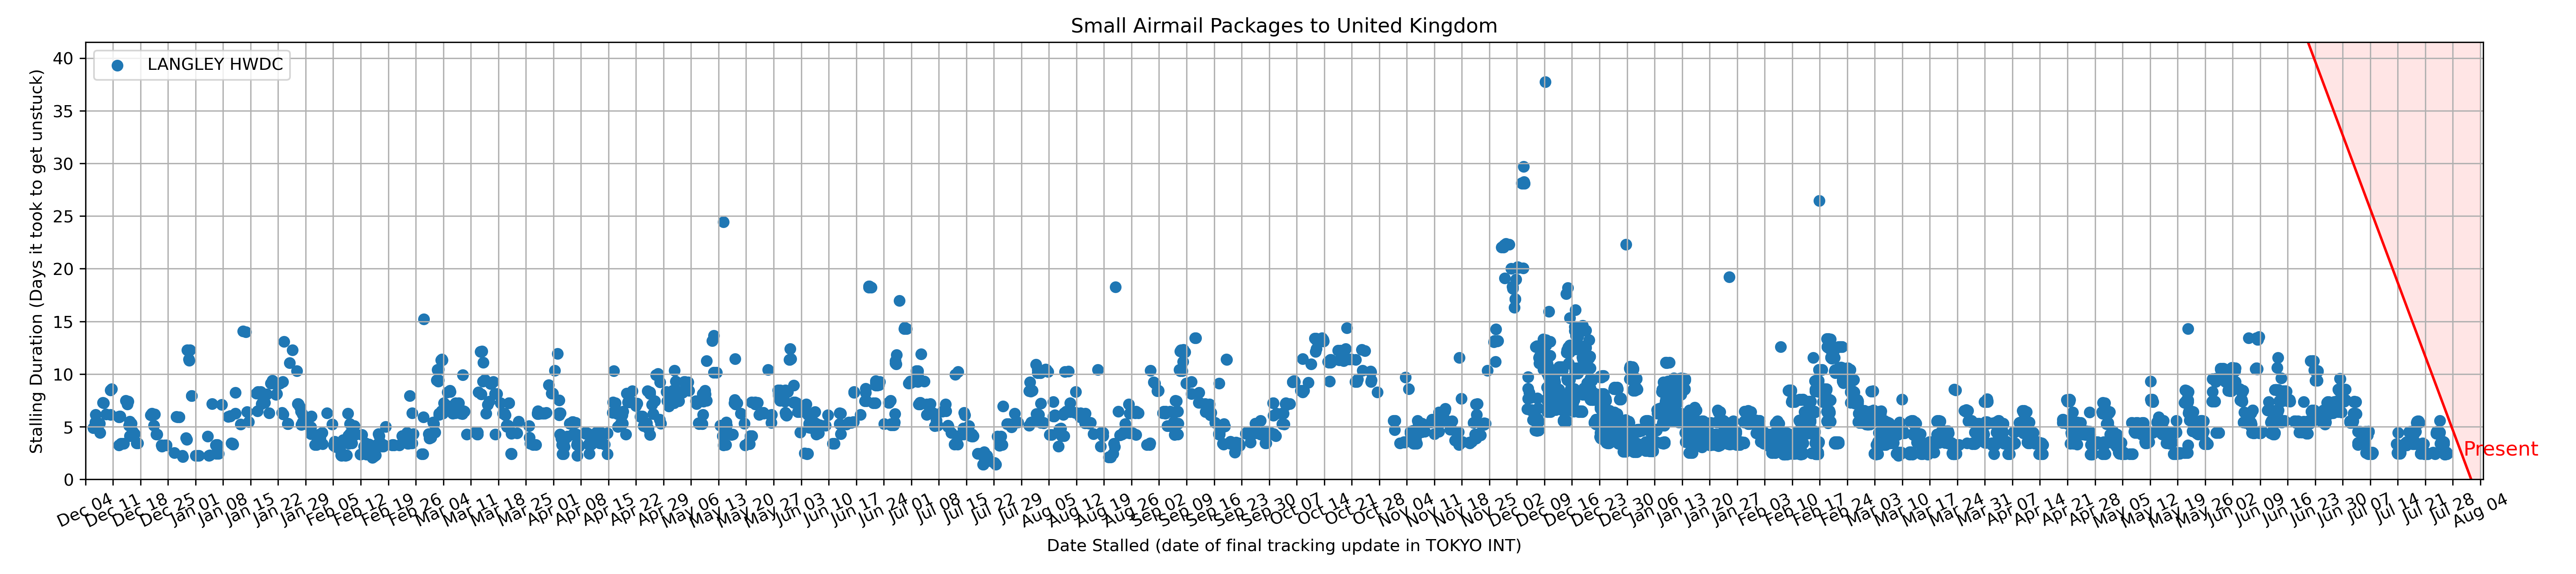 Small Airmail Packages to United Kingdom
LANGLEY HWDC
Stalling Duration (Days it took to get unstuck)
40
35
30
25
20
15
10
5
0
Present
Dec 04 Dec 11 Dec 18 Dec 25 Jan 01 Jan 08 Jan 15 Jan 22 Jan 29 Feb 05 Feb 12 Feb 19 Feb 26 Mar 04 Mar 11 Mar 18 Mar 25 Apr 01 Apr 08 Apr 15 Apr 22 Apr 29 May 06 May 13 May 20 May 27 Jun 03 Jun 10 Jun 17 Jun 24 Jul 01 Jul 08 Jul 15 Jul 22 Jul 29 Aug 05 Aug 12 Aug 19 Aug 26 Sep 02 Sep 09 Sep 16 Sep 23 Sep 30 Oct 07 Oct 14 Oct 21 Oct 28 Nov 04 Nov 11 Nov 18 Nov 25 Dec 02 Dec 09 Dec 16 Dec 23 Dec 30 Jan 06 Jan 13 Jan 20 Jan 27 Feb 03 Feb 10 Feb 17 Feb 24 Mar 03 Mar 10 Mar 17 Mar 24 Mar 31 Apr 07 Apr 14 Apr 21 Apr 28 May 05 May 12 May 19 May 26 Jun 02 Jun 09 Jun 16 Jun 23 Jun 30 Jul 07 Jul 14 Jul 21 Jul 28 Aug 04
Date Stalled (date of final tracking update in TOKYO INT)